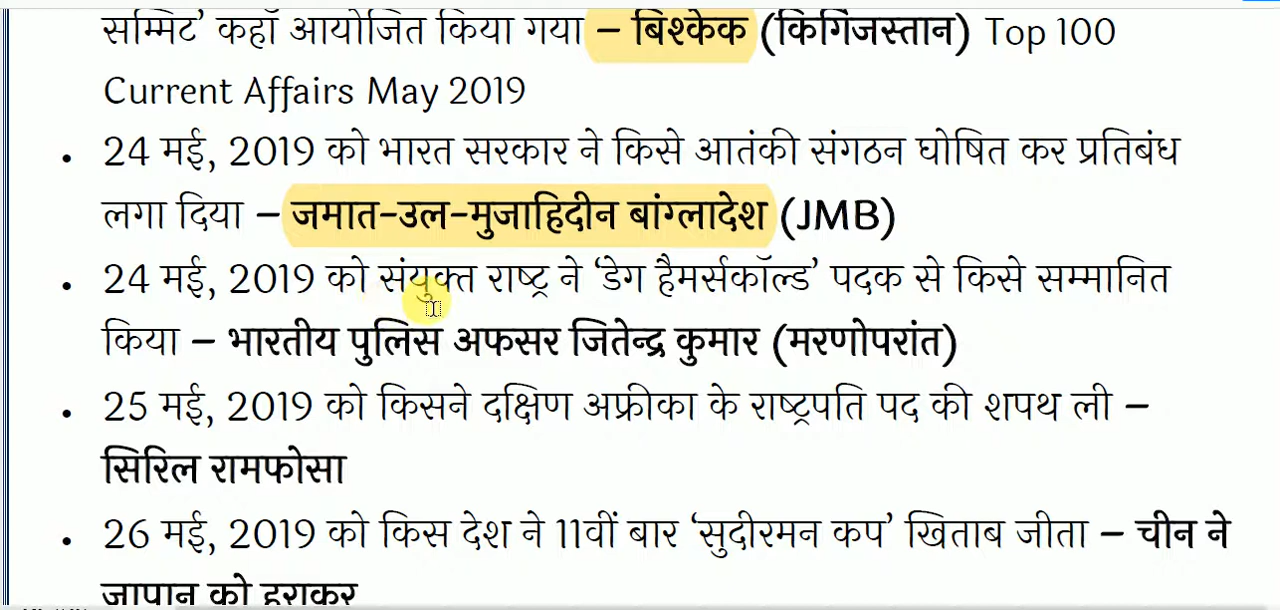 सम्मिट’ कहाँ आयोजित किया गया – बिश्केक (किर्गिजस्तान) Top 100
Current Affairs May 2019
• 24 मई, 2019 को भारत सरकार ने किसे आतंकी संगठन घोषित कर प्रतिबंध
लगा दिया – जमात-उल-मुजाहिदीन बांग्लादेश (JMB)
• 24 मई, 2019 को संयुक्त राष्ट्र ने ‘डेग हैमर्सकॉल्ड’ पदक से किसे सम्मानित
किया – भारतीय पुलिस अफसर जितेन्द्र कुमार (मरणोपरांत)
• 25 मई, 2019 को किसने दक्षिण अफ्रीका के राष्ट्रपति पद की शपथ ली –
सिरिल रामफोसा
• 26 मई, 2019 को किस देश ने 11वीं बार ‘सुदीरमन कप’ खिताब जीता – चीन ने
जापान को हराकर